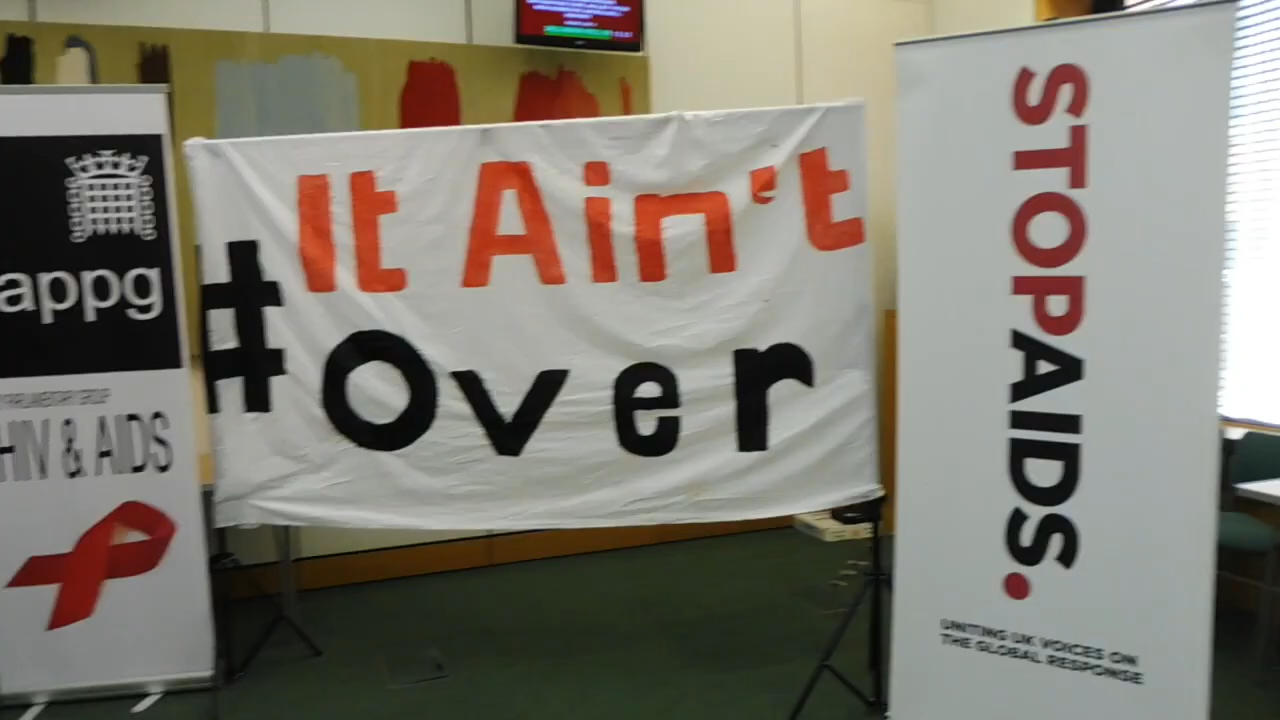 appg
HIV & AIDS
It Ain't
#Over
STOPAIDS.
UNITING UK VOICES ON
THE GLOBAL RESPONSE